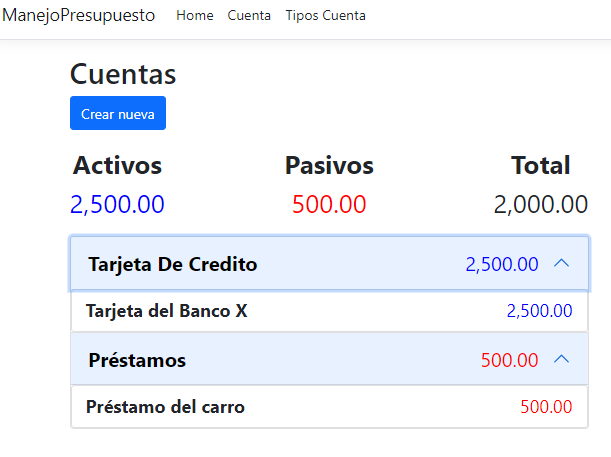 ManejoPresupuesto Home Cuenta Tipos Cuenta
Cuentas
Crear nueva
Activos Pasivos Total
2,500.00 500.00 2,000.00
Tarjeta De Credito 2,500.00
Tarjeta del Banco X 2,500.00
Préstamos 500.00
Préstamo del carro 500.00